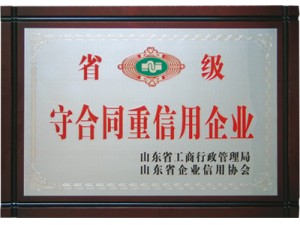 省级
守合同重信用企业
山东省工商行政管理局
山东省企业信用协会